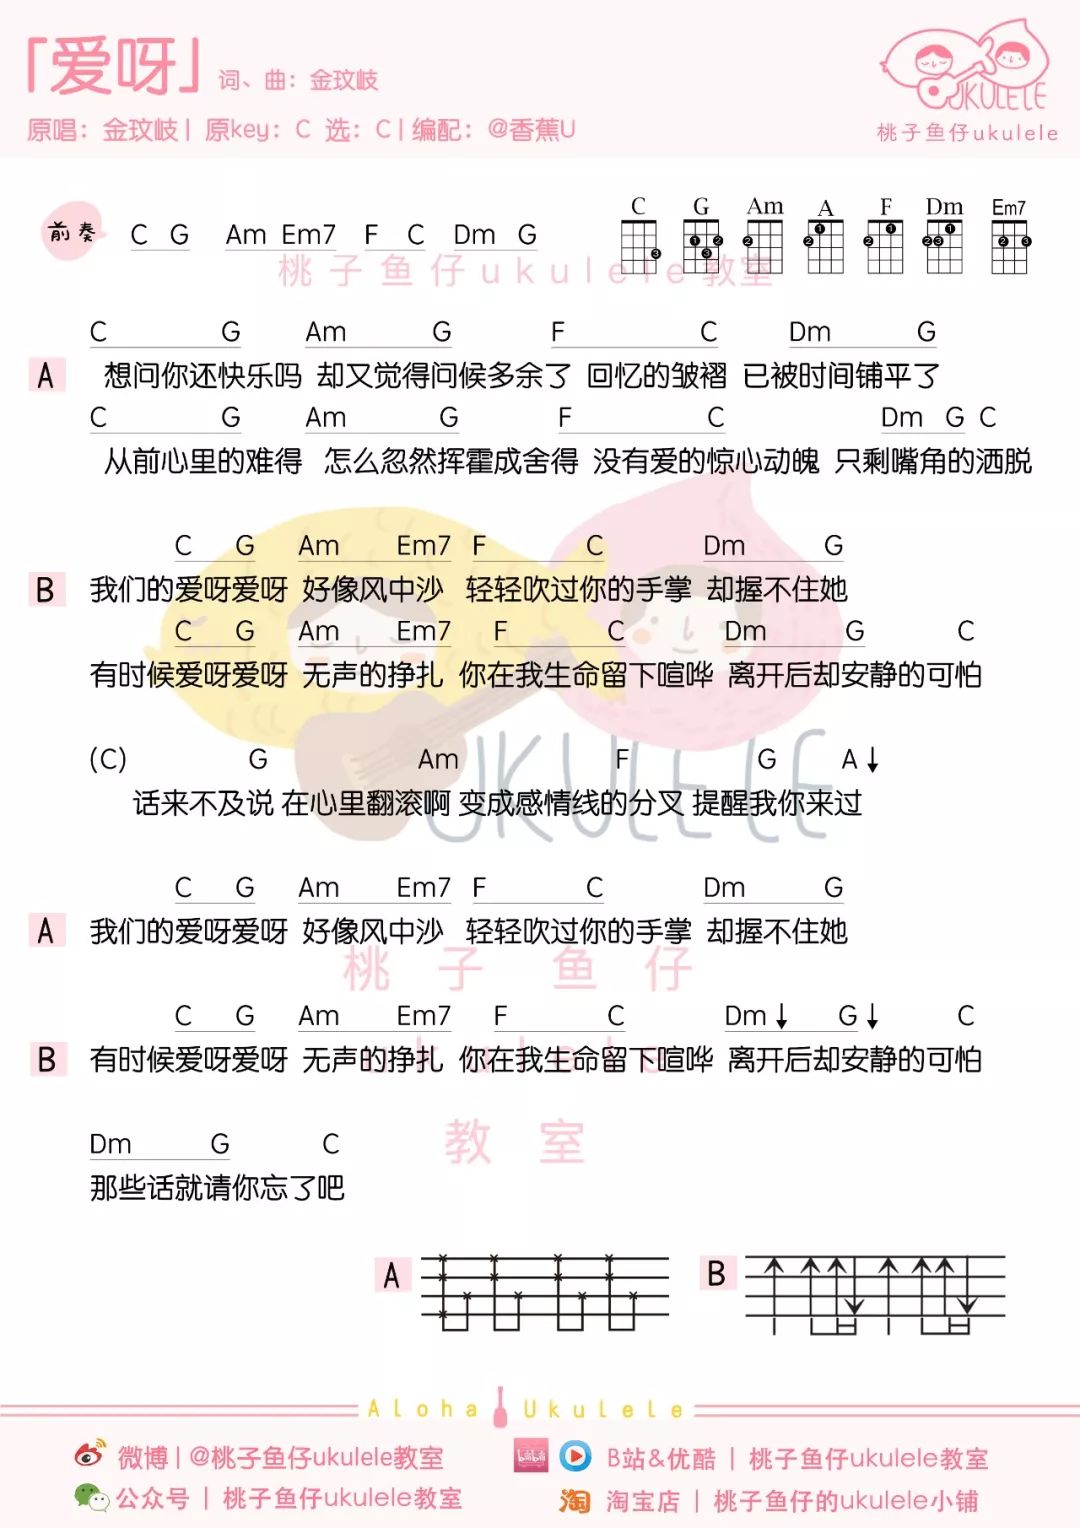 「爱呀」 词、曲：金玟岐
原唱：金玟岐| 原key：C 选：C | 编配：@香蕉U
UKULELE
桃子鱼仔ukulele
前奏 C G Am Em7 F C Dm G
C G Am A F Dm Em7
桃子鱼仔ukulele教室
C G Am G F C Dm G
A 想问你还快乐吗 却又觉得问候多余了 回忆的皱褶 已被时间铺平了
C G Am G F C Dm G C
从前心里的难得 怎么忽然挥霍成舍得 没有爱的惊心动魄 只剩嘴角的洒脱
C G Am Em7 F C Dm G
B 我们的爱呀爱呀 好像风中沙 轻轻吹过你的手掌 却握不住她
C G Am Em7 F C Dm G C
有时候爱呀爱呀 无声的挣扎 你在我生命留下喧哗 离开后却安静的可怕
UKULELE
(C) G Am F G A↓
话来不及说 在心里翻滚啊 变成感情线的分叉 提醒我你来过
C G Am Em7 F C Dm G
A 我们的爱呀爱呀 好像风中沙 轻轻吹过你的手掌 却握不住她
桃子鱼仔
C G Am Em7 F C Dm↓ G↓ C
B 有时候爱呀爱呀 无声的挣扎 你在我生命留下喧哗 离开后却安静的可怕
ukulele
教室
Dm G C
那些话就请你忘了吧
A B
Aloha Ukulele
微博 | @桃子鱼仔ukulele教室
B站&优酷 | 桃子鱼仔ukulele教室
公众号 | 桃子鱼仔ukulele教室
淘 淘宝店 | 桃子鱼仔的ukulele小铺